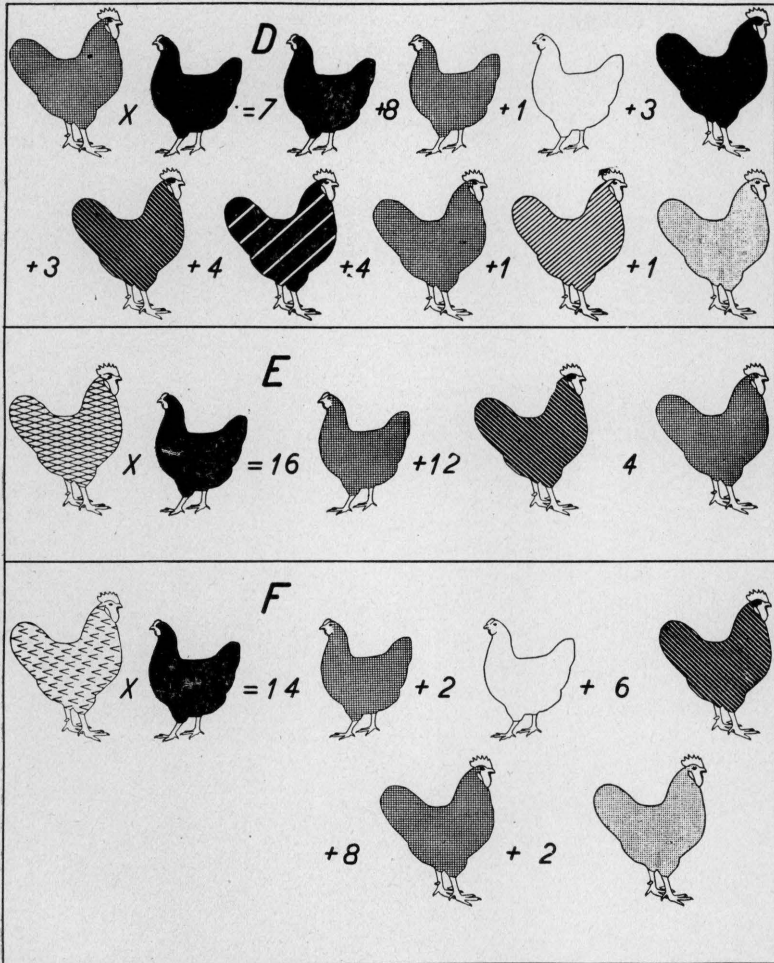 D
X = 7 +8 +1 +3
+3 +4 +4 +1 +1
E
X = 16 +12 4
F
X = 14 + 2 + 6
+8 + 2